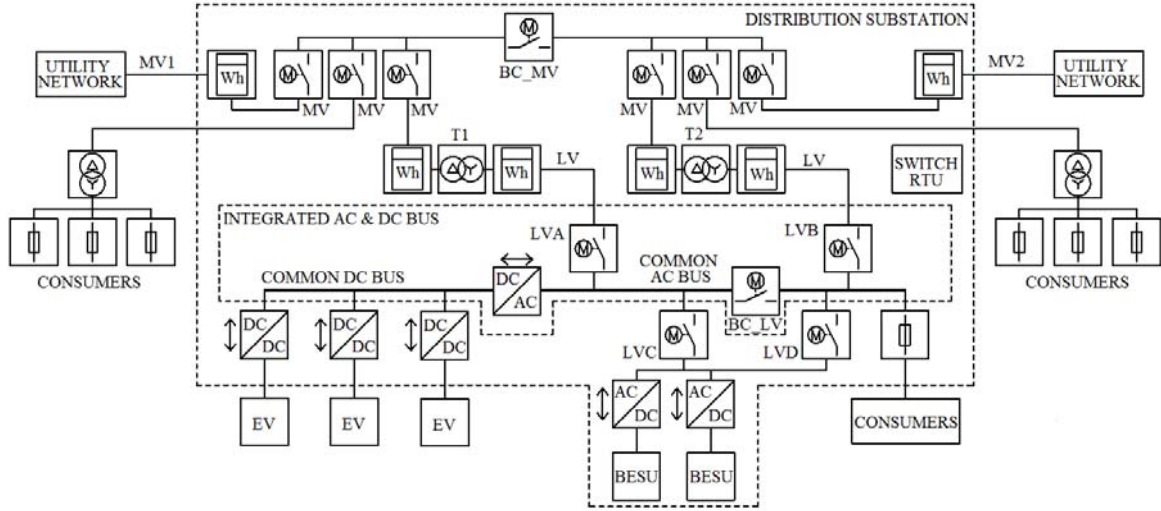 DISTRIBUTION SUBSTATION
UTILITY
NETWORK
MV1
Wh
M
M
M
M
BC_MV
M
M
M
Wh
MV2
UTILITY
NETWORK
MV
MV
MV
MV
MV
MV
T1
T2
Wh
Wh
LV
Wh
Wh
LV
SWITCH
RTU
Δ
Y
Δ
Y
Δ
Y
Δ
Y
CONSUMERS
CONSUMERS
INTEGRATED AC & DC BUS
LVA
M
LVB
M
COMMON DC BUS
DC
AC
COMMON
AC BUS
M
BC_LV
DC
DC
DC
DC
DC
DC
LVC
M
LVD
M
EV
EV
EV
AC
DC
AC
DC
CONSUMERS
BESU
BESU